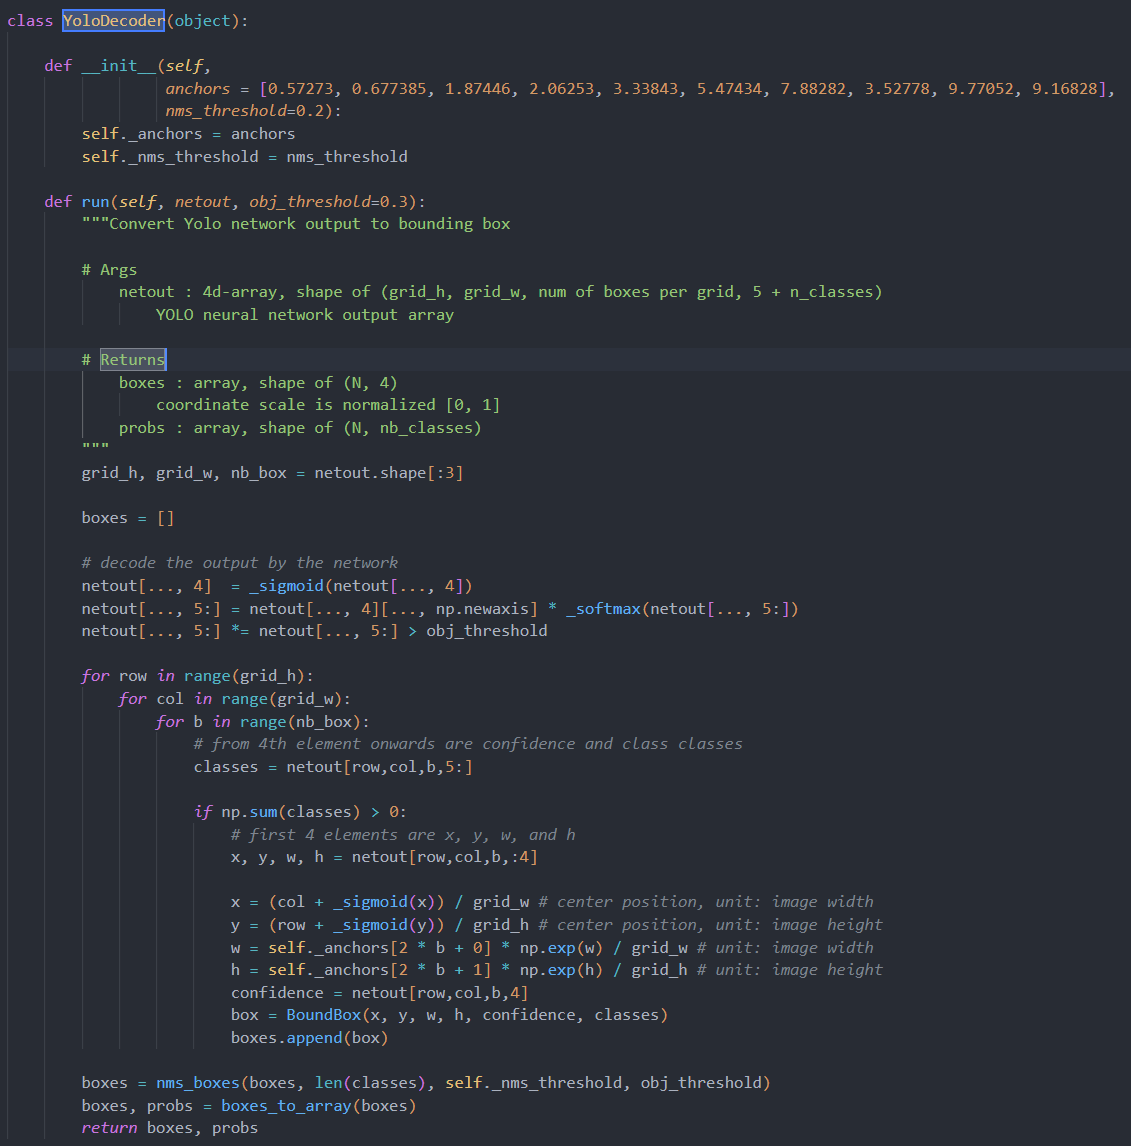 class YoloDecoder(object):
def __init__(self,
anchors = [0.57273, 0.677385, 1.87446, 2.06253, 3.33843, 5.47434, 7.88282, 3.52778, 9.77052, 9.16828],
nms_threshold=0.2):
self._anchors = anchors
self._nms_threshold = nms_threshold
def run(self, netout, obj_threshold=0.3):
"""Convert Yolo network output to bounding box
# Args
netout : 4d-array, shape of (grid_h, grid_w, num of boxes per grid, 5 + n_classes)
YOLO neural network output array
# Returns
boxes : array, shape of (N, 4)
coordinate scale is normalized [0, 1]
probs : array, shape of (N, nb_classes)
"""
grid_h, grid_w, nb_box = netout.shape[:3]
boxes = []
# decode the output by the network
netout[..., 4]  = _sigmoid(netout[..., 4])
netout[..., 5:] = netout[..., 4][..., np.newaxis] * _softmax(netout[..., 5:])
netout[..., 5:] *= netout[..., 5:] > obj_threshold
for row in range(grid_h):
for col in range(grid_w):
for b in range(nb_box):
# from 4th element onwards are confidence and class classes
classes = netout[row,col,b,5:]
if np.sum(classes) > 0:
# first 4 elements are x, y, w, and h
x, y, w, h = netout[row,col,b,:4]
x = (col + _sigmoid(x)) / grid_w # center position, unit: image width
y = (row + _sigmoid(y)) / grid_h # center position, unit: image height
w = self._anchors[2 * b + 0] * np.exp(w) / grid_w # unit: image width
h = self._anchors[2 * b + 1] * np.exp(h) / grid_h # unit: image height
confidence = netout[row,col,b,4]
box = BoundBox(x, y, w, h, confidence, classes)
boxes.append(box)
boxes = nms_boxes(boxes, len(classes), self._nms_threshold, obj_threshold)
boxes, probs = boxes_to_array(boxes)
return boxes, probs